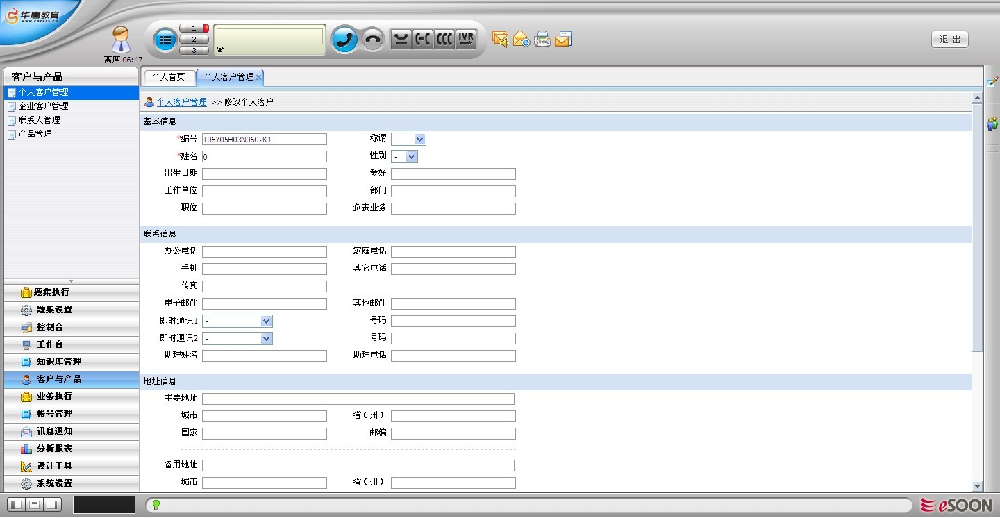 华唐教育
www.cnccss.cn
离席 06:47
1
2
3
IVR
退 出
客户与产品
个人客户管理
企业客户管理
联系人管理
产品管理
题集执行
题集设置
控制台
工作台
知识库管理
客户与产品
业务执行
帐号管理
讯息通知
分析报表
设计工具
系统设置
个人首页
个人客户管理
个人客户管理 >> 修改个人客户
基本信息
*编号 T06Y05H03N0602K1 称谓 -
*姓名 0 性别 -
出生日期 爱好
工作单位 部门
职位 负责业务
联系信息
办公电话 家庭电话
手机 其它电话
传真
电子邮件 其他邮件
即时通讯1 - 号码
即时通讯2 - 号码
助理姓名 助理电话
地址信息
主要地址
城市 省（州）
国家 邮编
备用地址
城市 省（州）
eSOON